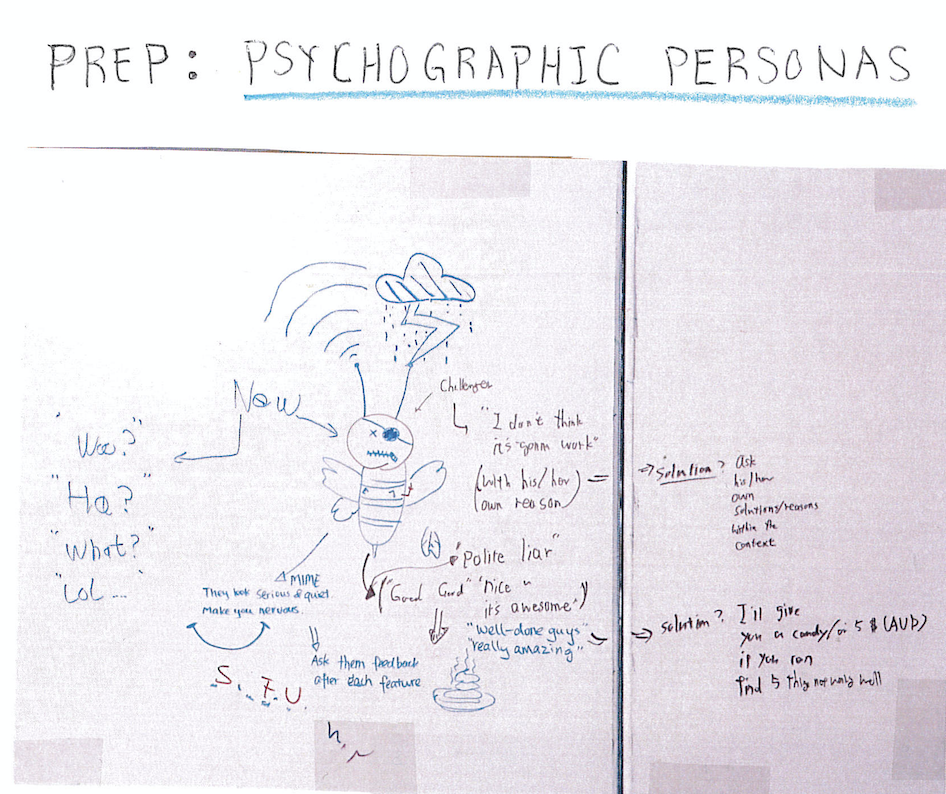 PREP: PSYCHOGRAPHIC PERSONAS
Challenger
Now
"I don't think
it's "gonna work"
(With his/her
own reason)
=> Solution? ask
his/her
own
solutions/reasons
within the
context
"Woo?"
"Ha?"
"What?"
"Lol..."
MIME
They look serious & quiet.
Make you nervous.
"Polite liar"
("Good Good" "Nice"
it's awesome")
"well-done guys"
"really amazing"
=> solution? I'll give
you a candy/or 5 $ (AUD)
if you can
find 5 not well
Ask them feedback
after each feature
S. T. F. U.